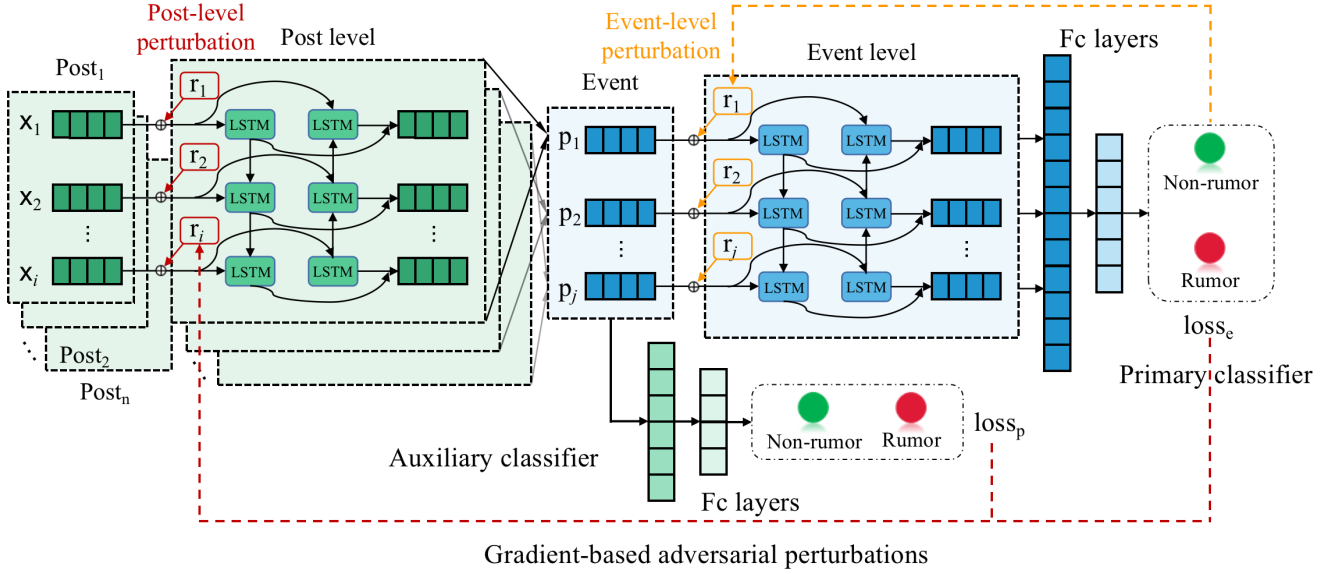 Post-level
perturbation
Post level
Event-level
perturbation
Event level
Fc layers
Post₁
Event
x₁
r₁
LSTM
LSTM
x₂
r₂
LSTM
LSTM
⋮
⋮
xᵢ
rᵢ
LSTM
LSTM
p₁
r₁
LSTM
LSTM
p₂
r₂
LSTM
LSTM
⋮
⋮
pⱼ
rⱼ
LSTM
LSTM
Non-rumor
Rumor
lossₑ
Primary classifier
Post₂
Postₙ
Non-rumor
Rumor
lossₚ
Auxiliary classifier
Fc layers
Gradient-based adversarial perturbations